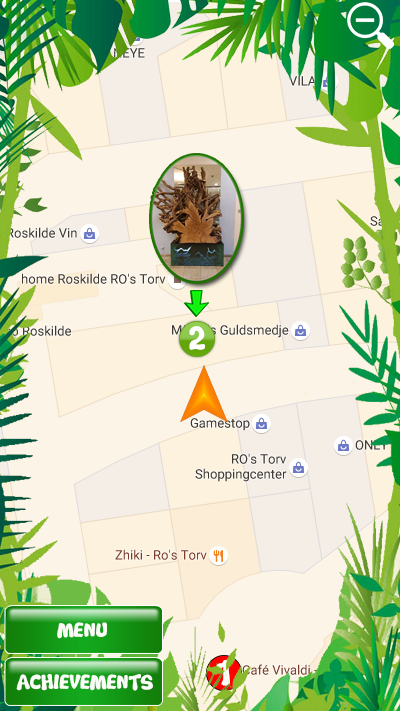 VILA
Roskilde Vin
home Roskilde RO's Torv
Roskilde
Guldsmedje
2
Gamestop
ONLY
RO's Torv
Shoppingcenter
Zhiki - Ro's Torv
MENU
1
Café Vivaldi -
ACHIEVEMENTS